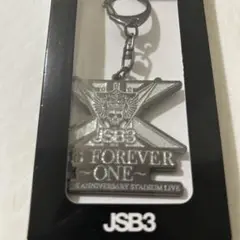 JSB3
FOREVER
~ ONE ~
ANNIVERSARY STADIUM LIVE
JSB3